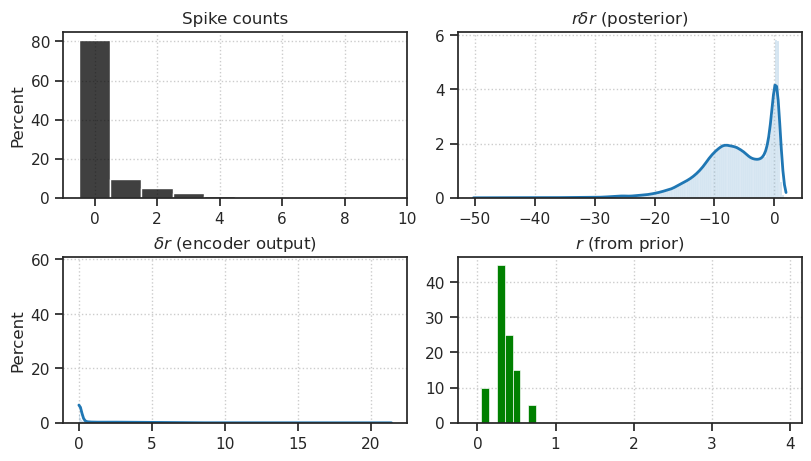 Spike counts
Percent
80
60
40
20
0
0 2 4 6 8 10
rδr (posterior)
6
4
2
0
−50 −40 −30 −20 −10 0
δr (encoder output)
Percent
60
40
20
0
0 5 10 15 20
r (from prior)
40
30
20
10
0
0 1 2 3 4